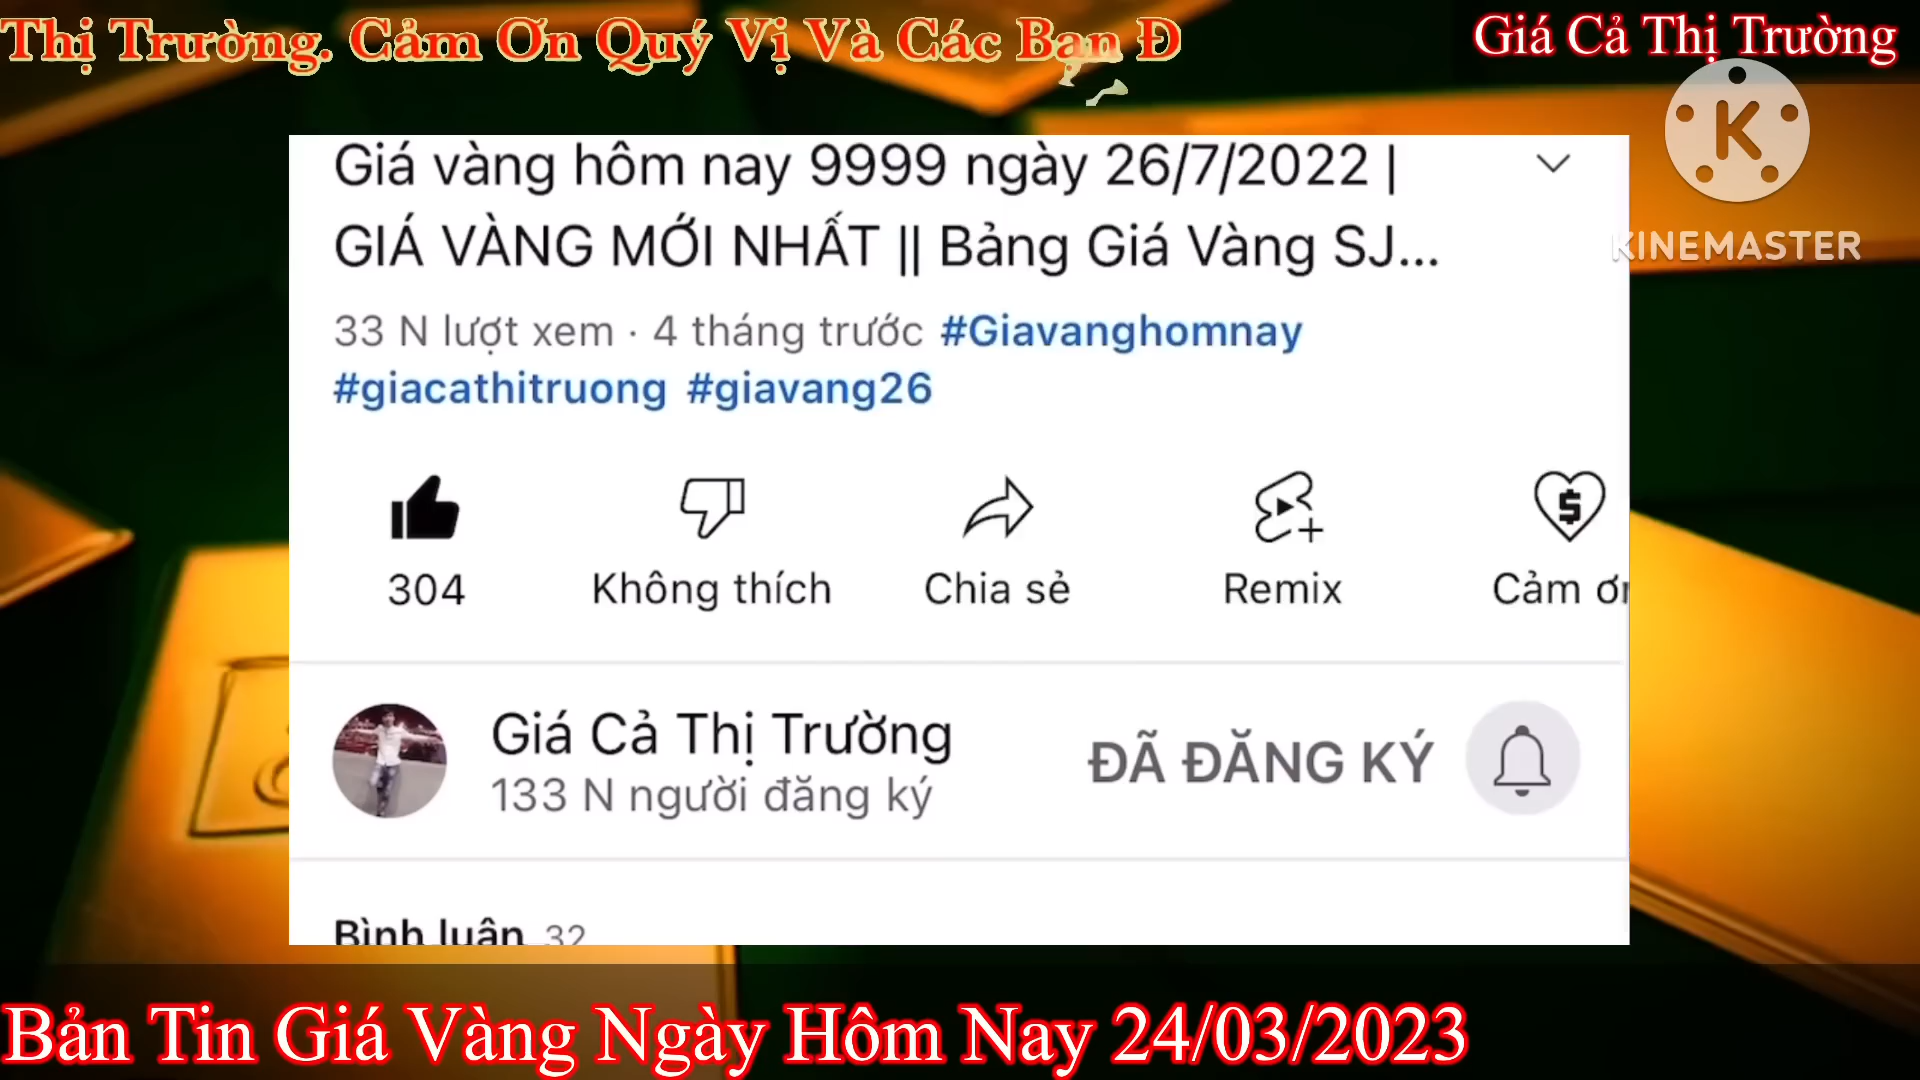 Thị Trường. Cảm Ơn Quý Vị Và Các Bạn Đ
Giá Cả Thị Trường
K
KINEMASTER
Giá vàng hôm nay 9999 ngày 26/7/2022 |
GIÁ VÀNG MỚI NHẤT || Bảng Giá Vàng SJ...
33 N lượt xem · 4 tháng trước #Giavanghomnay
#giacathitruong #giavang26
304
Không thích
Chia sẻ
Remix
Cảm ơn
Giá Cả Thị Trường
133 N người đăng ký
ĐÃ ĐĂNG KÝ
Bình luận 32
Bản Tin Giá Vàng Ngày Hôm Nay 24/03/2023